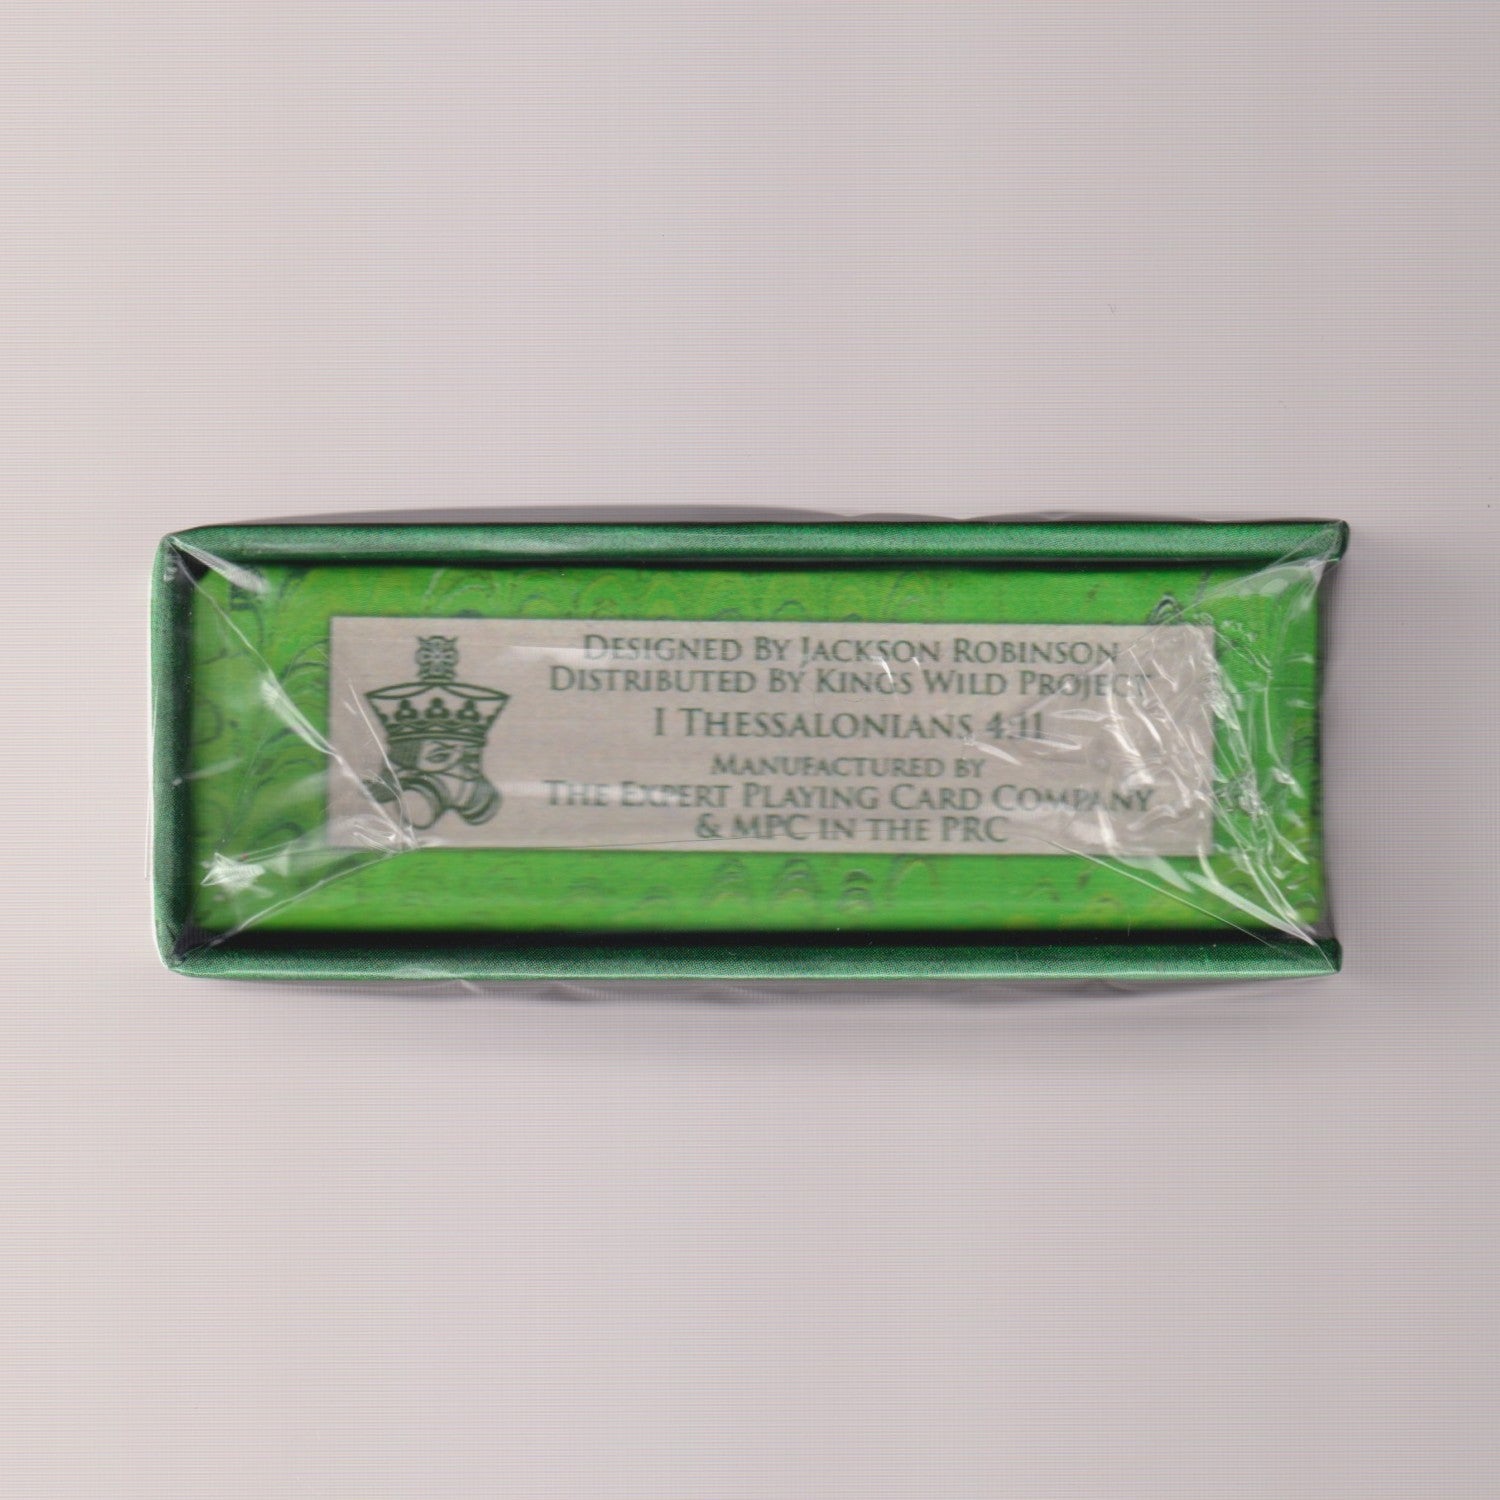 Designed By Jackson Robinson
Distributed By Kings Wild Project
I Thessalonians 4:11
Manufactured by
The Expert Playing Card Company
& MPC in the PRC